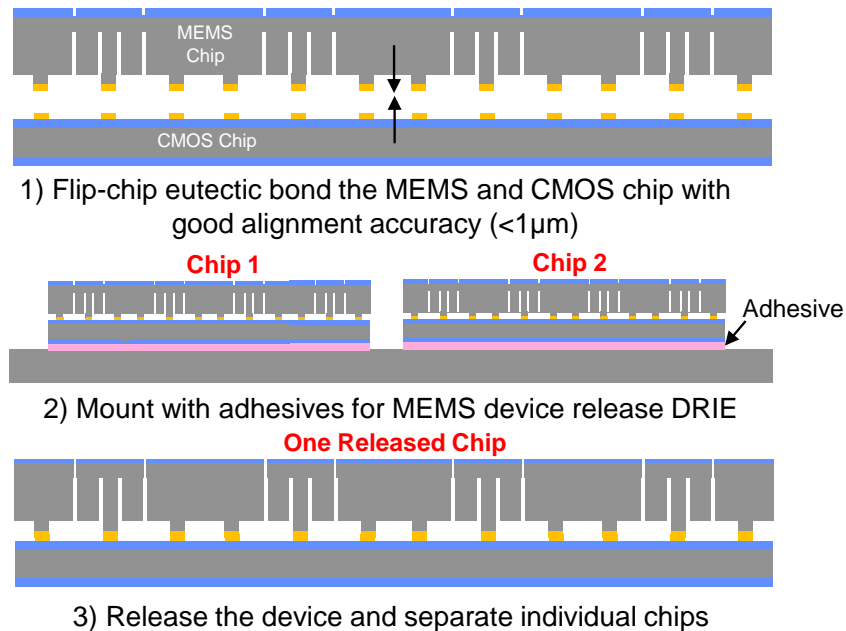 MEMS
Chip
CMOS Chip
1) Flip-chip eutectic bond the MEMS and CMOS chip with
good alignment accuracy (<1μm)
Chip 1
Chip 2
Adhesive
2) Mount with adhesives for MEMS device release DRIE
One Released Chip
3) Release the device and separate individual chips